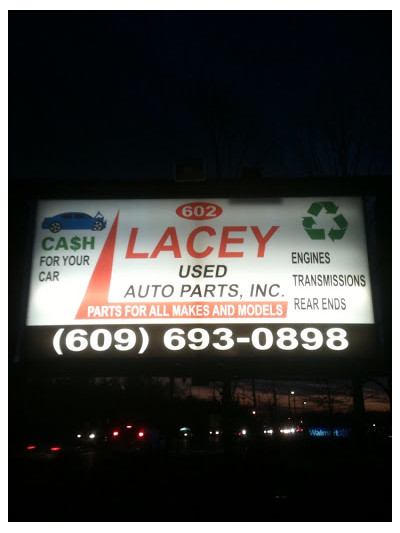 602
LACEY
USED
AUTO PARTS, INC.
PARTS FOR ALL MAKES AND MODELS
CA$H
FOR YOUR
CAR
ENGINES
TRANSMISSIONS
REAR ENDS
(609) 693-0898
Walmart